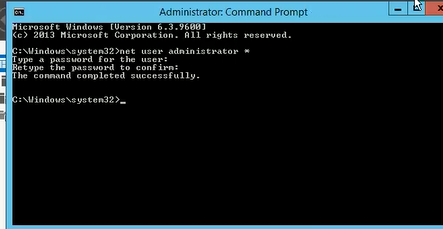 Administrator: Command Prompt
Microsoft Windows [Version 6.3.9600]
(c) 2013 Microsoft Corporation. All rights reserved.
C:\Windows\system32>net user administrator *
Type a password for the user:
Retype the password to confirm:
The command completed successfully.
C:\Windows\system32>_